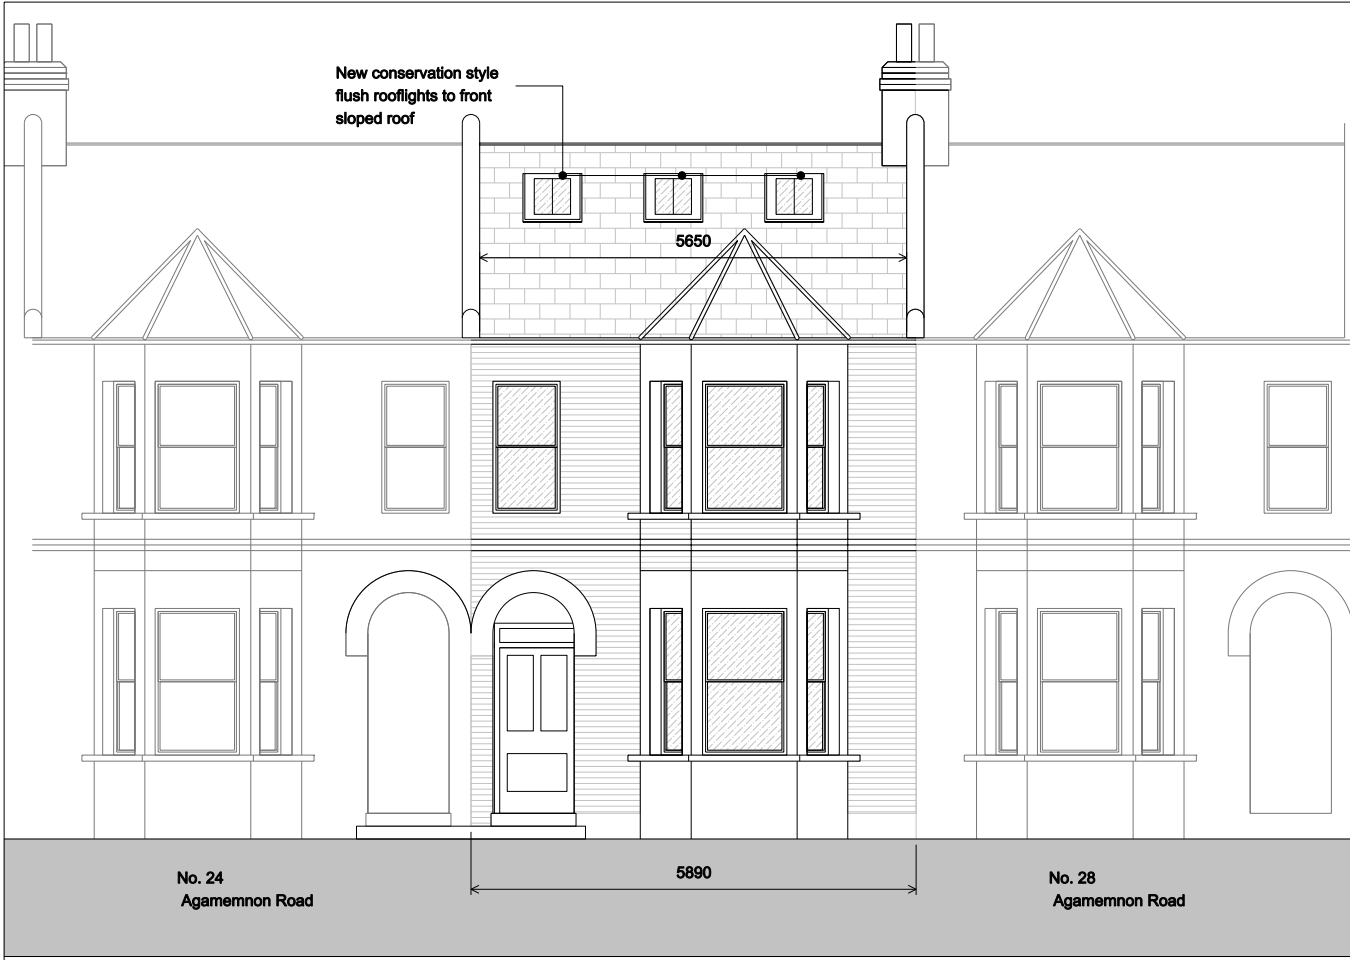 New conservation style
flush rooflights to front
sloped roof
5650
5890
No. 24
Agamemnon Road
No. 28
Agamemnon Road